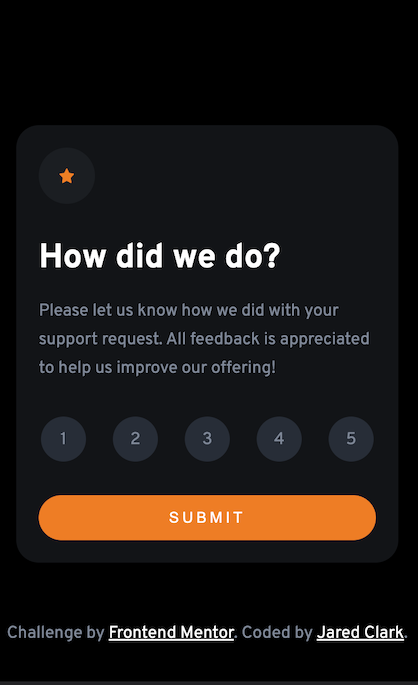 How did we do?
Please let us know how we did with your
support request. All feedback is appreciated
to help us improve our offering!
1 2 3 4 5
SUBMIT
Challenge by Frontend Mentor. Coded by Jared Clark.